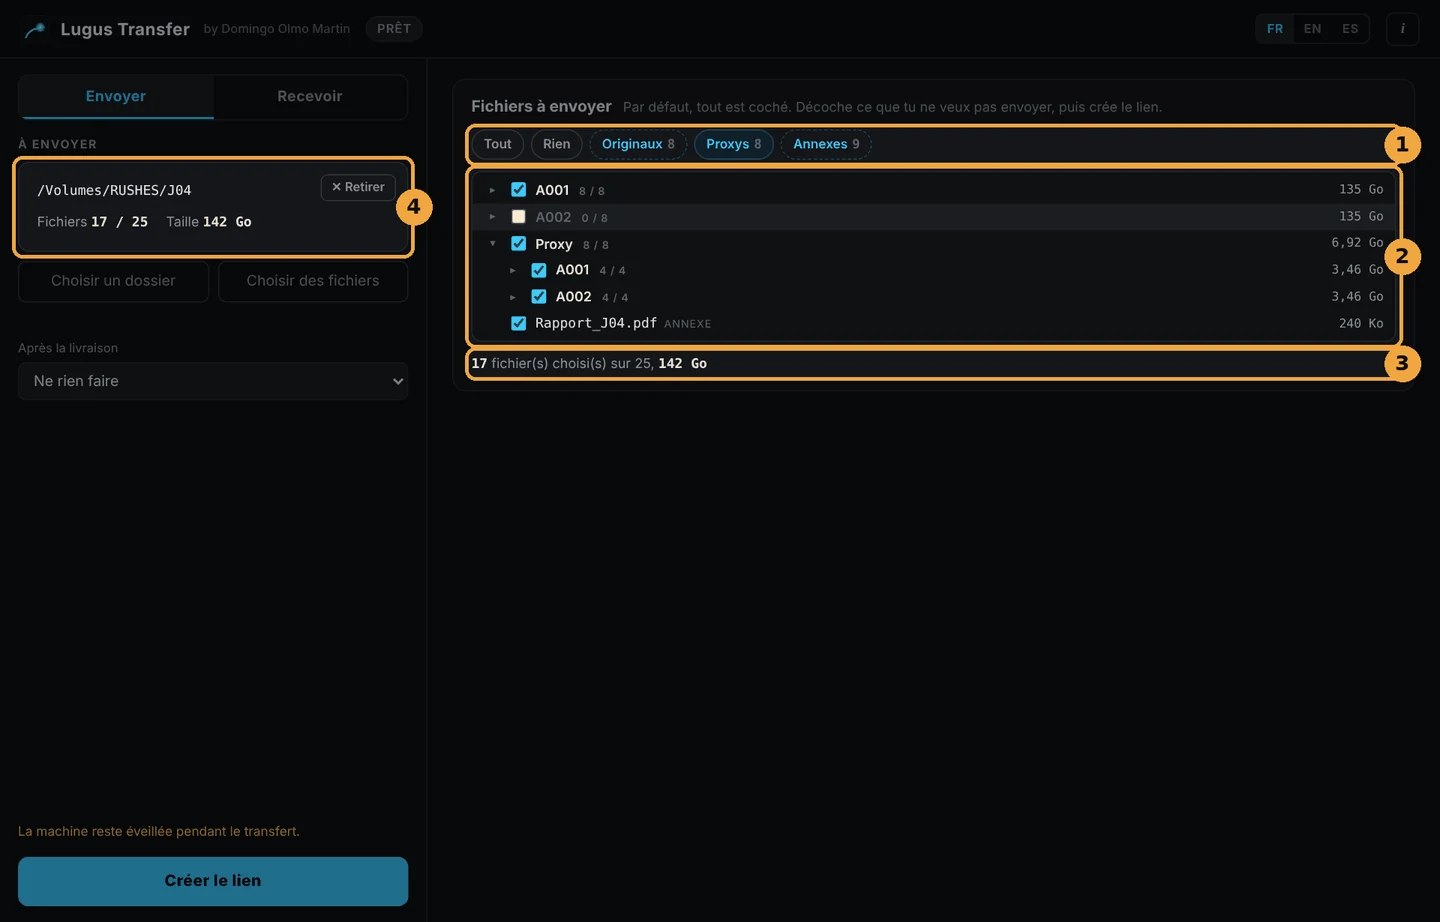 Lugus Transfer by Domingo Olmo Martin PRÊT
FR EN ES i
Envoyer Recevoir
À ENVOYER
/Volumes/RUSHES/J04 ✕ Retirer
Fichiers 17 / 25 Taille 142 Go
4
Choisir un dossier Choisir des fichiers
Après la livraison
Ne rien faire
La machine reste éveillée pendant le transfert.
Créer le lien
Fichiers à envoyer Par défaut, tout est coché. Décoche ce que tu ne veux pas envoyer, puis crée le lien.
Tout Rien Originaux 8 Proxys 8 Annexes 9
1
A001 8 / 8 135 Go
A002 0 / 8 135 Go
Proxy 8 / 8 6,92 Go
2
A001 4 / 4 3,46 Go
A002 4 / 4 3,46 Go
Rapport_J04.pdf ANNEXE 240 Ko
17 fichier(s) choisi(s) sur 25, 142 Go
3